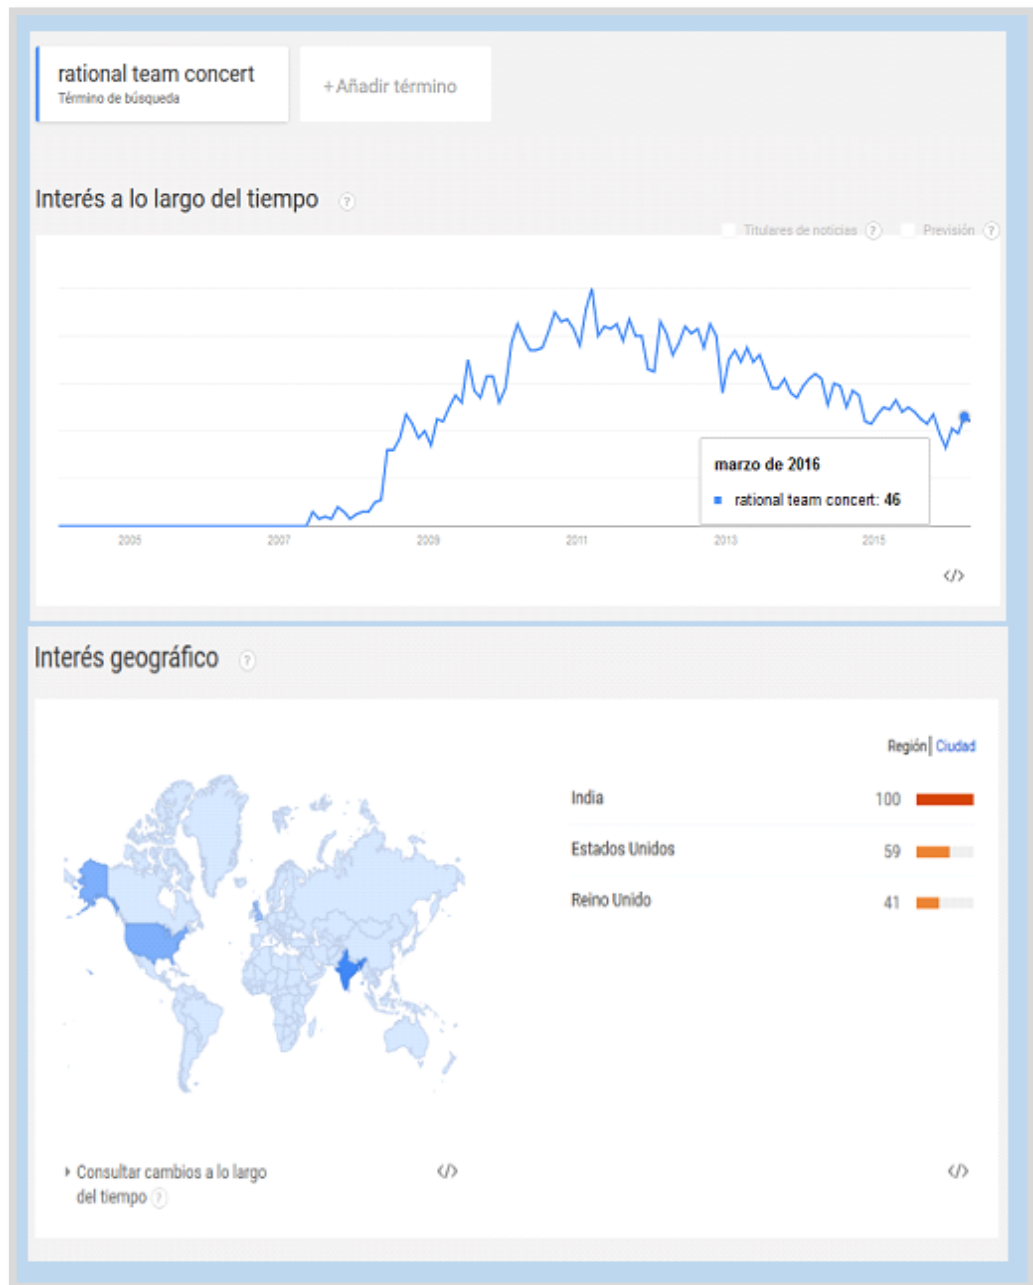 rational team concert
Término de búsqueda
+Añadir término
Interés a lo largo del tiempo ?
Titulares de noticias ? Previsión ?
marzo de 2016
rational team concert: 46
2005 2007 2009 2011 2013 2015
</>
Interés geográfico ?
Región | Ciudad
India 100
Estados Unidos 59
Reino Unido 41
Consultar cambios a lo largo
del tiempo ?
</>
</>